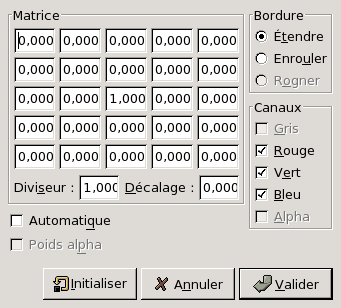 Matrice
0,000 0,000 0,000 0,000 0,000
0,000 0,000 0,000 0,000 0,000
0,000 0,000 1,000 0,000 0,000
0,000 0,000 0,000 0,000 0,000
0,000 0,000 0,000 0,000 0,000
Diviseur : 1,000 Décalage : 0,000
Automatique
Poids alpha
Bordure
Étendre
Enrouler
Rogner
Canaux
Gris
Rouge
Vert
Bleu
Alpha
Initialiser Annuler Valider